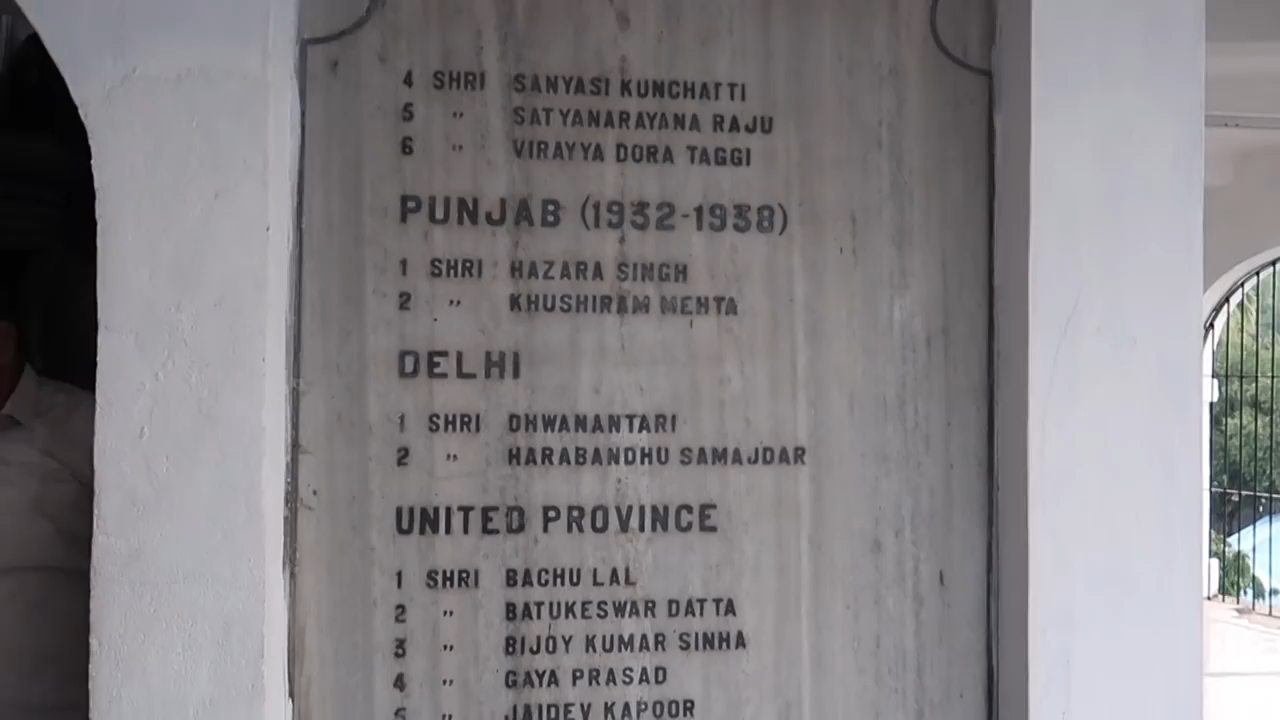 4 SHRI SANYASI KUNCHATTI
5 " SATYANARAYANA RAJU
6 " VIRAYYA DORA TAGGI
PUNJAB (1932-1938)
1 SHRI HAZARA SINGH
2 " KHUSHIRAM MEHTA
DELHI
1 SHRI DHWANANTARI
2 " HARABANDHU SAMAJDAR
UNITED PROVINCE
1 SHRI BACHU LAL
2 " BATUKESWAR DATTA
3 " BIJOY KUMAR SINHA
4 " GAYA PRASAD
5 " JAIDEV KAPOOR